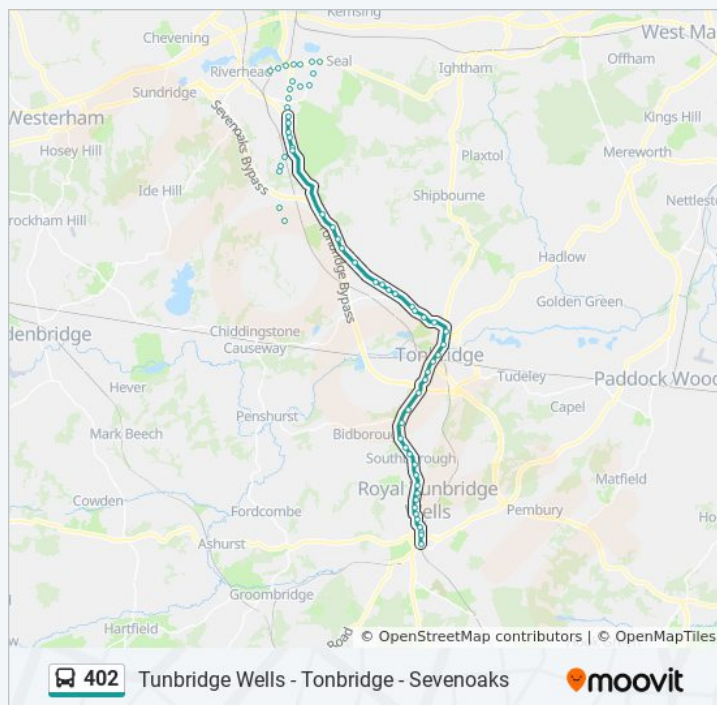 Kemsing
Chevening
West Ma
Seal
Riverhead
Offham
Ightham
Sundridge
Westerham
Kings Hill
Sevenoaks Bypass
Hosey Hill
Mereworth
Plaxtol
Ide Hill
Shipbourne
Nettleste
rockham Hill
Tonbridge Bypass
Hadlow
Golden Green
denbridge
Chiddingstone
Causeway
Tonbridge
Tudeley
Paddock Wood
Hever
Penshurst
Capel
Mark Beech
Bidborough
Southborough
Matfield
Royal Tunbridge
Wells
Cowden
Pembury
Fordcombe
Ho
Ashurst
Groombridge
Hartfield
Road
© OpenStreetMap contributors | © OpenMapTiles
402 Tunbridge Wells - Tonbridge - Sevenoaks
moovit